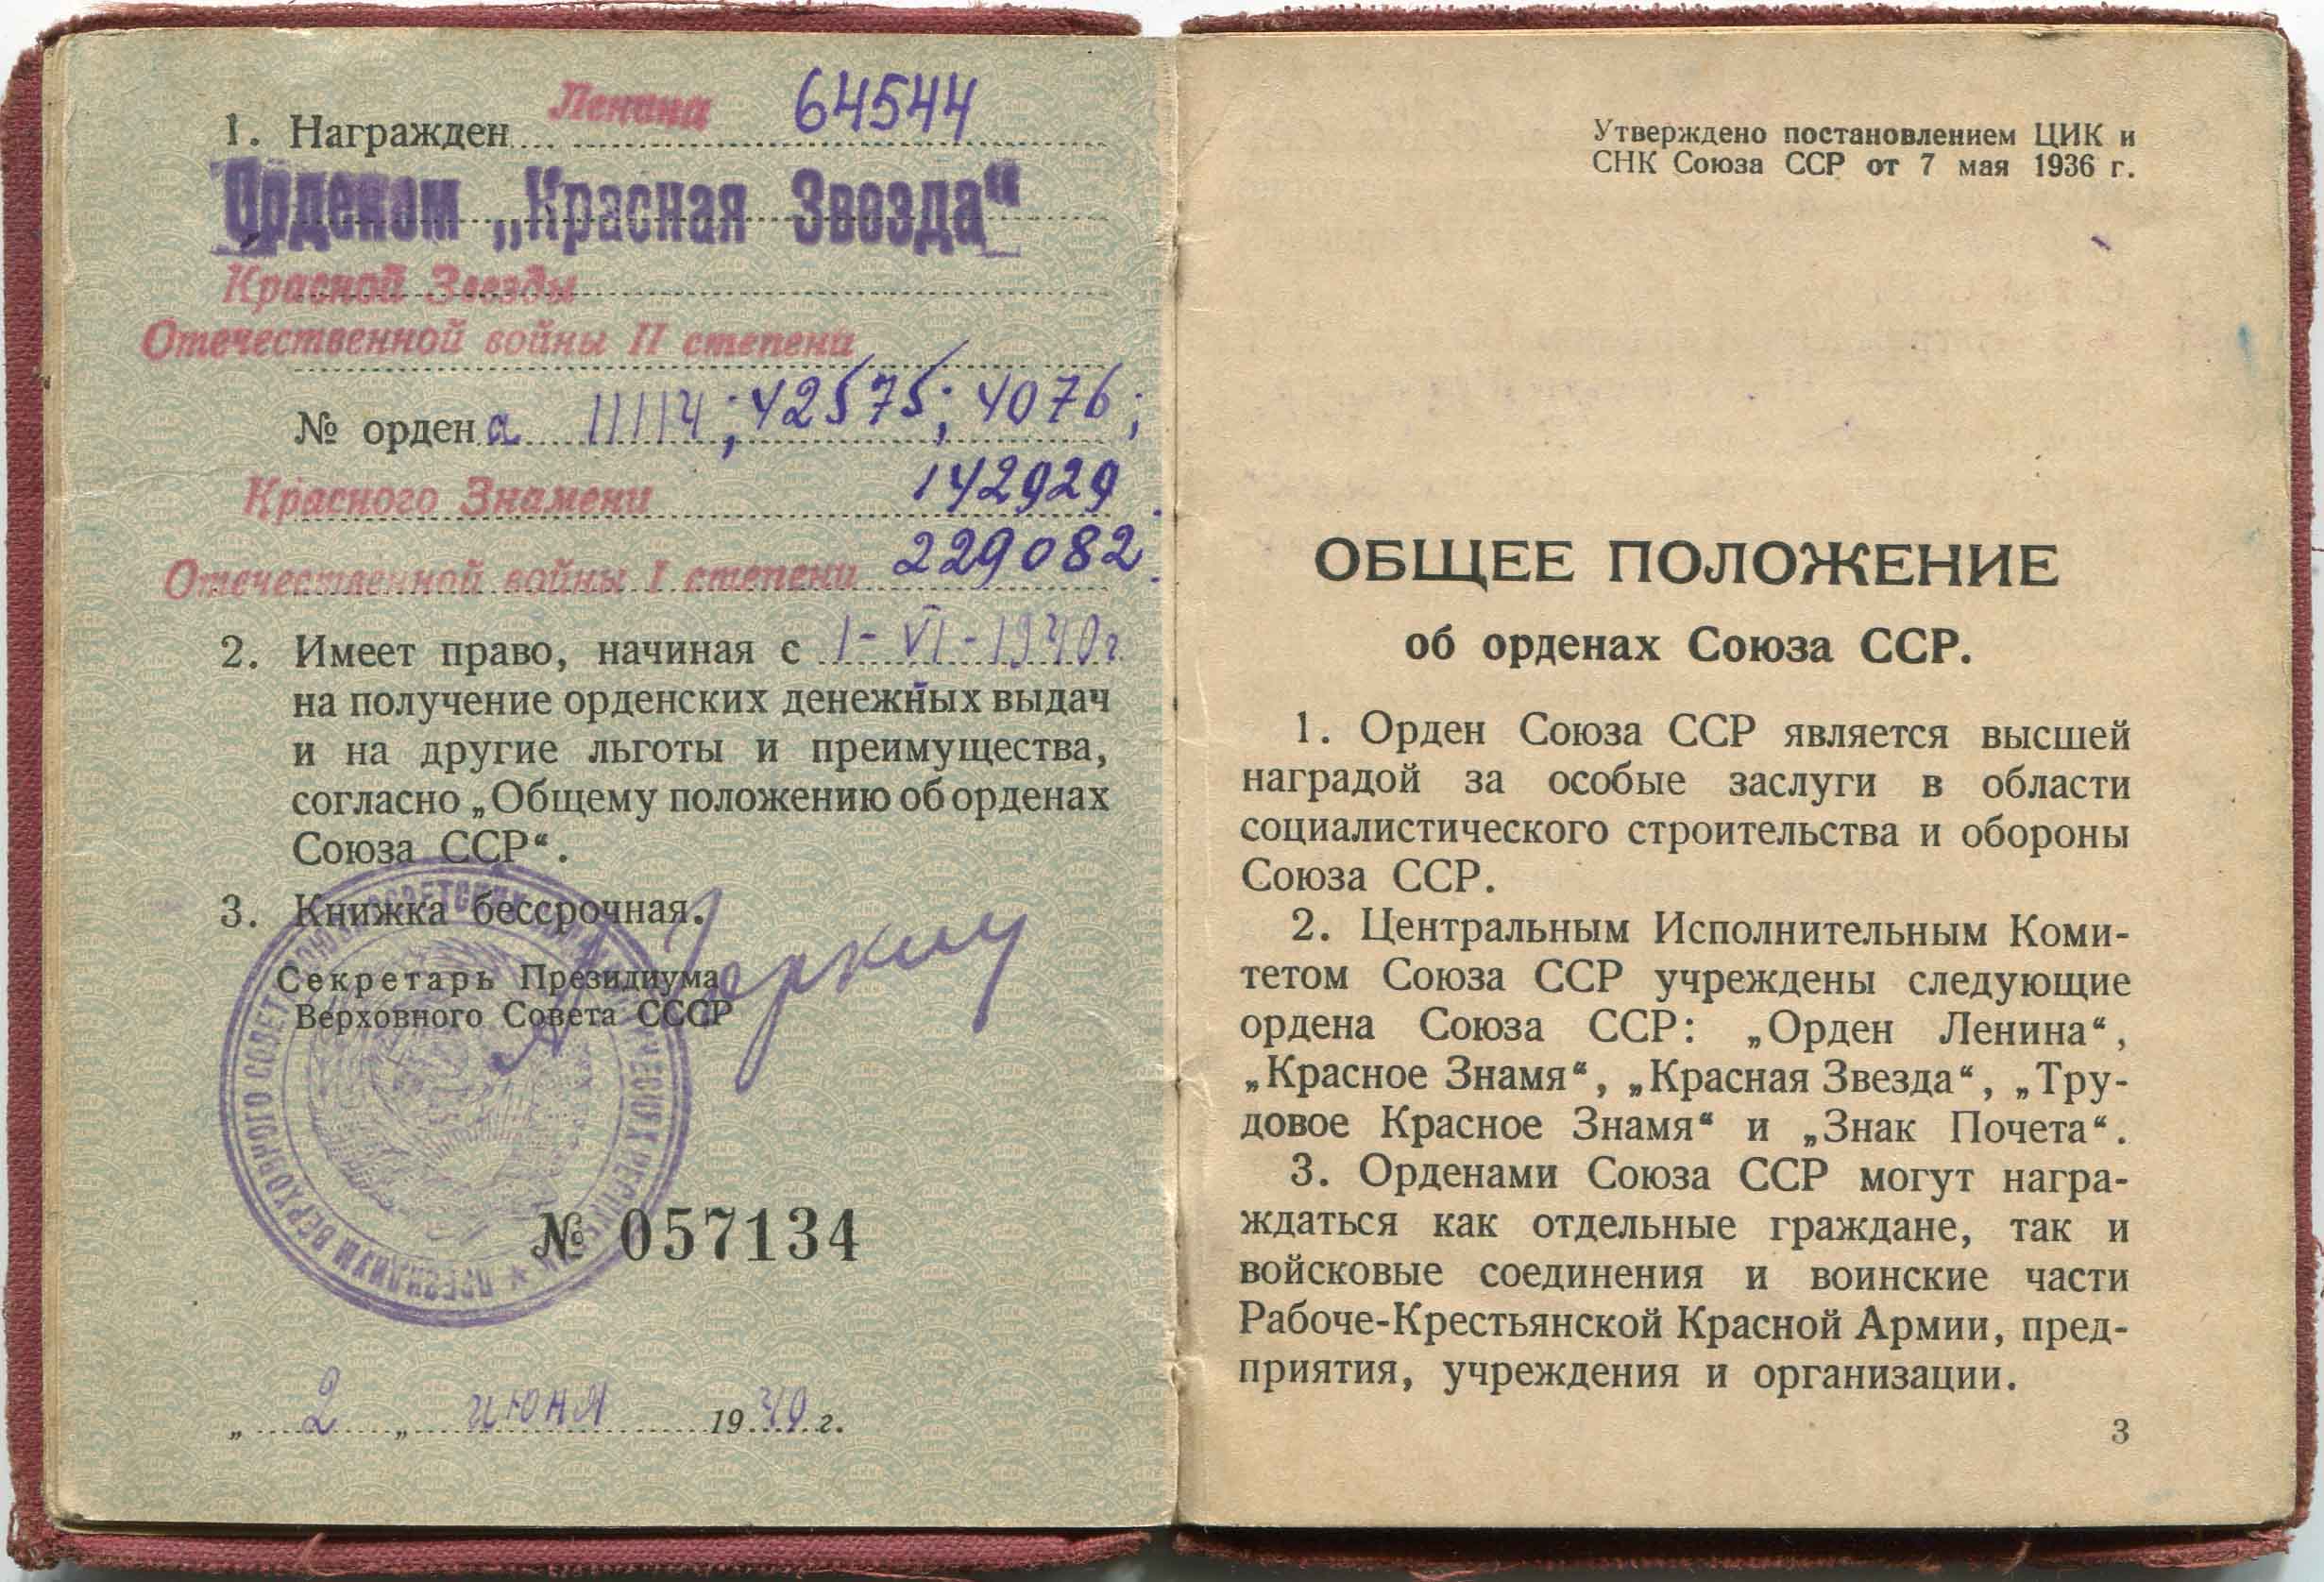 1. Награжден Ленина 64544
Орденом „Красная Звезда“
Красной Звезды
Отечественной войны II степени
№ ордена 11114; 42575; 4076;
Красного Знамени 142929
Отечественной войны I степени 229082.
2. Имеет право, начиная с 1-VI-1940г.
на получение орденских денежных выдач
и на другие льготы и преимущества,
согласно „Общему положению об орденах
Союза ССР“.
3. Книжка бессрочная.
Секретарь Президиума
Верховного Совета СССР
№ 057134
„ 2 „ июня 1940 г.
Утверждено постановлением ЦИК и
СНК Союза ССР от 7 мая 1936 г.
ОБЩЕЕ ПОЛОЖЕНИЕ
об орденах Союза ССР.
1. Орден Союза ССР является высшей
наградой за особые заслуги в области
социалистического строительства и обороны
Союза ССР.
2. Центральным Исполнительным Коми-
тетом Союза ССР учреждены следующие
ордена Союза ССР: „Орден Ленина“,
„Красное Знамя“, „Красная Звезда“, „Тру-
довое Красное Знамя“ и „Знак Почета“.
3. Орденами Союза ССР могут награ-
ждаться как отдельные граждане, так и
войсковые соединения и воинские части
Рабоче-Крестьянской Красной Армии, пред-
приятия, учреждения и организации.
3